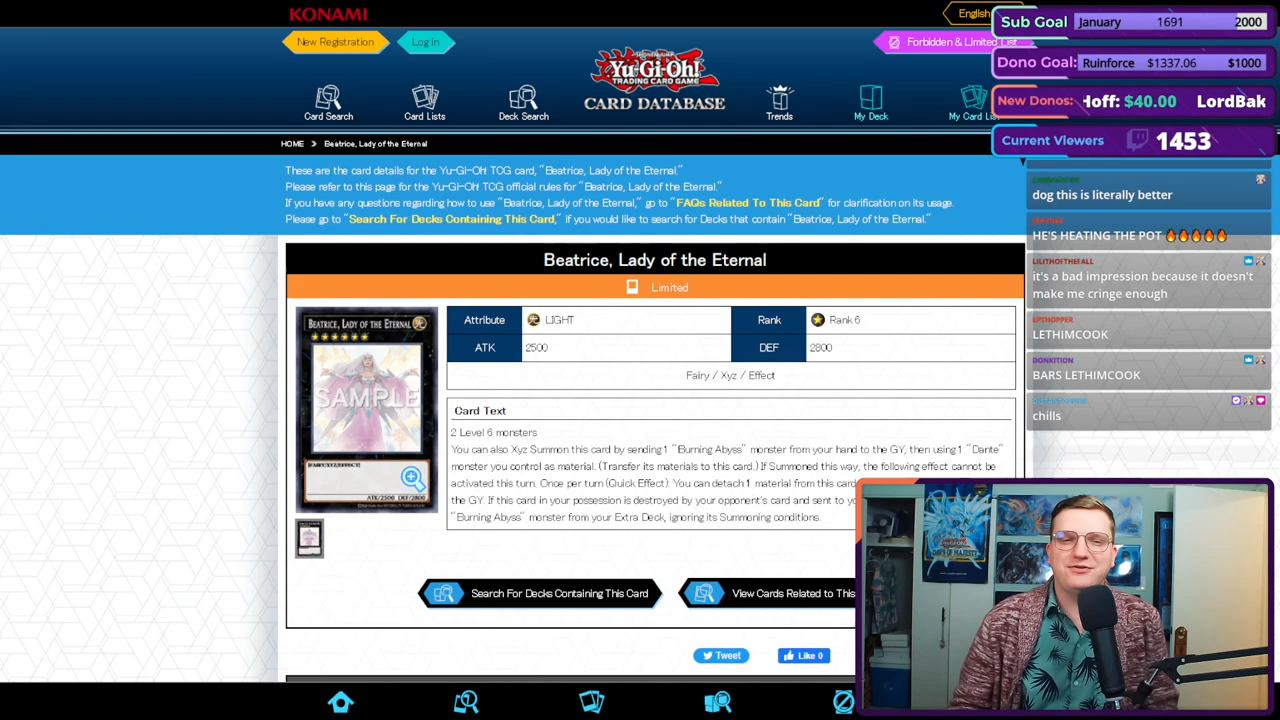 KONAMI
English
New Registration
Log In
Forbidden & Limited List
Yu-Gi-Oh!
TRADING CARD GAME
CARD DATABASE
Card Search
Card Lists
Deck Search
Trends
My Deck
My Card List
HOME » Beatrice, Lady of the Eternal
These are the card details for the Yu-Gi-Oh! TCG card, "Beatrice, Lady of the Eternal."
Please refer to this page for the Yu-Gi-Oh! TCG official rules for "Beatrice, Lady of the Eternal."
If you have any questions regarding how to use "Beatrice, Lady of the Eternal," go to "FAQs Related To This Card" for clarification on its usage.
Please go to "Search For Decks Containing This Card," if you would like to search for Decks that contain "Beatrice, Lady of the Eternal."
Beatrice, Lady of the Eternal
Limited
BEATRICE, LADY OF THE ETERNAL
SAMPLE
[FAIRY/XYZ/EFFECT]
ATK/2500 DEF/2800
Attribute LIGHT Rank Rank 6
ATK 2500 DEF 2800
Fairy / Xyz / Effect
Card Text
2 Level 6 monsters
You can also Xyz Summon this card by sending 1 "Burning Abyss" monster from your hand to the GY, then using 1 "Dante"
monster you control as material. (Transfer its materials to this card.) If Summoned this way, the following effect cannot be
activated this turn. Once per turn (Quick Effect): You can detach 1 material from this card
the GY. If this card in your possession is destroyed by your opponent's card and sent to yo
"Burning Abyss" monster from your Extra Deck, ignoring its Summoning conditions.
Search For Decks Containing This Card
View Cards Related to This
Tweet
Like 0
Sub Goal January 1691 2000
Dono Goal: Ruinforce $1337.06 $1000
New Donos: Hoff: $40.00 LordBak
Current Viewers 1453
dog this is literally better
HE'S HEATING THE POT 🔥🔥🔥🔥🔥
LILITHOFTHEFALL
it's a bad impression because it doesn't
make me cringe enough
LPTHOPPER
LETHIMCOOK
DONKITION
BARS LETHIMCOOK
chills